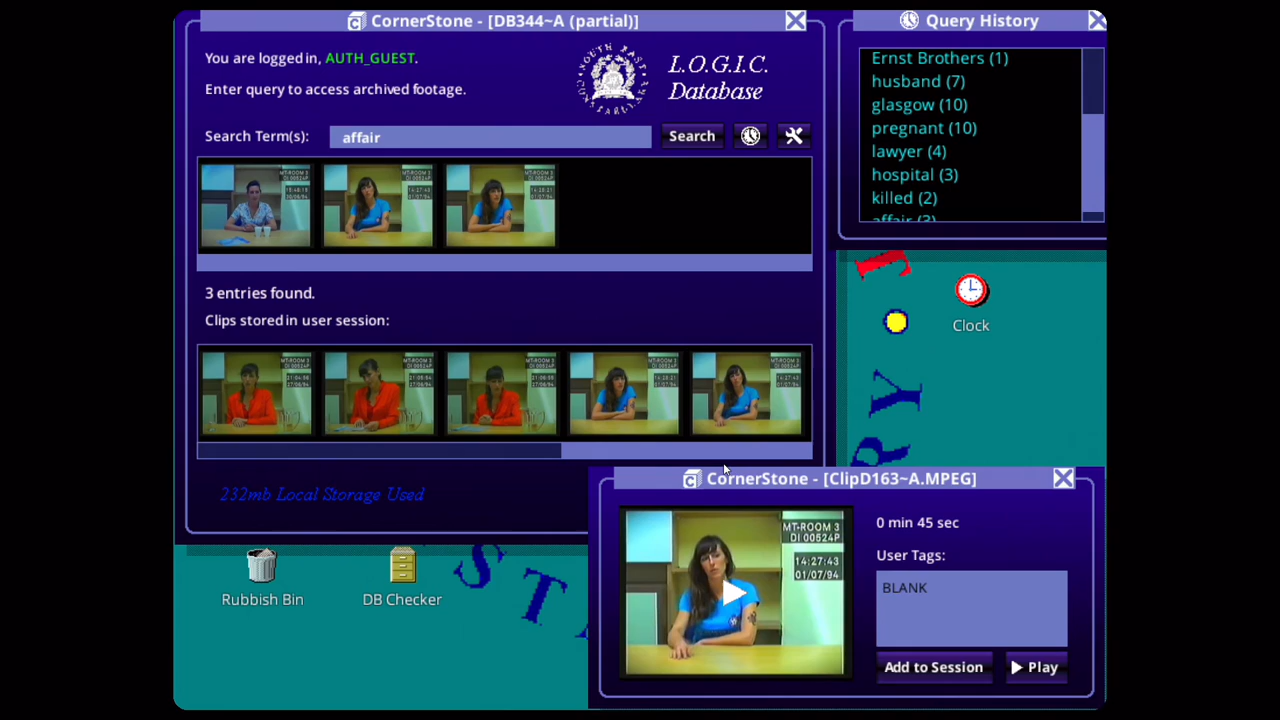 CornerStone - [DB344~A (partial)]
You are logged in, AUTH_GUEST.
Enter query to access archived footage.
L.O.G.I.C.
Database
Search Term(s):
affair
Search
3 entries found.
Clips stored in user session:
232mb Local Storage Used
Query History
Ernst Brothers (1)
husband (7)
glasgow (10)
pregnant (10)
lawyer (4)
hospital (3)
killed (2)
affair (3)
Clock
Rubbish Bin
DB Checker
CornerStone - [ClipD163~A.MPEG]
MT-ROOM 3
DI 00524P
14:27:43
01/07/94
0 min 45 sec
User Tags:
BLANK
Add to Session
Play